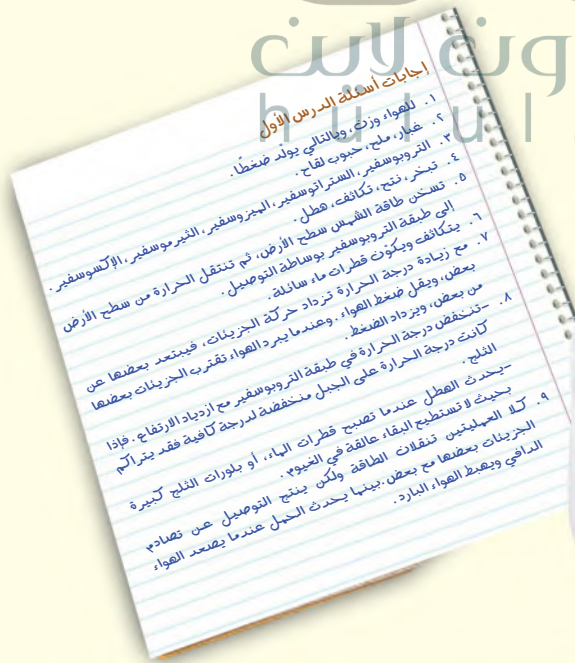 ون لاين
hulul
إجابات أسئلة الدرس الأول
١. للهواء وزن، وبالتالي يولّد ضغطًا.
٢. غبار، ملح، حبوب لقاح.
٣. التروبوسفير، الستراتوسفير، الميزوسفير، الثيرموسفير، الإكسوسفير.
٤. تبخر، نتح، تكاثف، هطل.
٥. تسخن طاقة الشمس سطح الأرض، ثم تنتقل الحرارة من سطح الأرض
إلى طبقة التروبوسفير بوساطة التوصيل.
٦. يتكاثف ويكوّن قطرات ماء سائلة.
٧. مع زيادة درجة الحرارة تزداد حركة الجزيئات، فيبتعد بعضها عن
بعض، ويقل ضغط الهواء. وعندما يبرد الهواء تقترب الجزيئات بعضها
من بعض، ويزداد الضغط.
٨. -تنخفض درجة الحرارة في طبقة التروبوسفير مع ازدياد الارتفاع. فإذا
كانت درجة الحرارة على الجبل منخفضة لدرجة كافية فقد يتراكم
الثلج.
-يحدث الهطل عندما تصبح قطرات الماء، أو بلورات الثلج كبيرة
بحيث لا تستطيع البقاء عالقة في الغيوم.
٩. كلا العمليتين تنقلات الطاقة ولكن ينتج التوصيل عن تصادم
الجزيئات بعضها مع بعض. بينما يحدث الحمل عندما يصعد الهواء
الدافي ويهبط الهواء البارد.